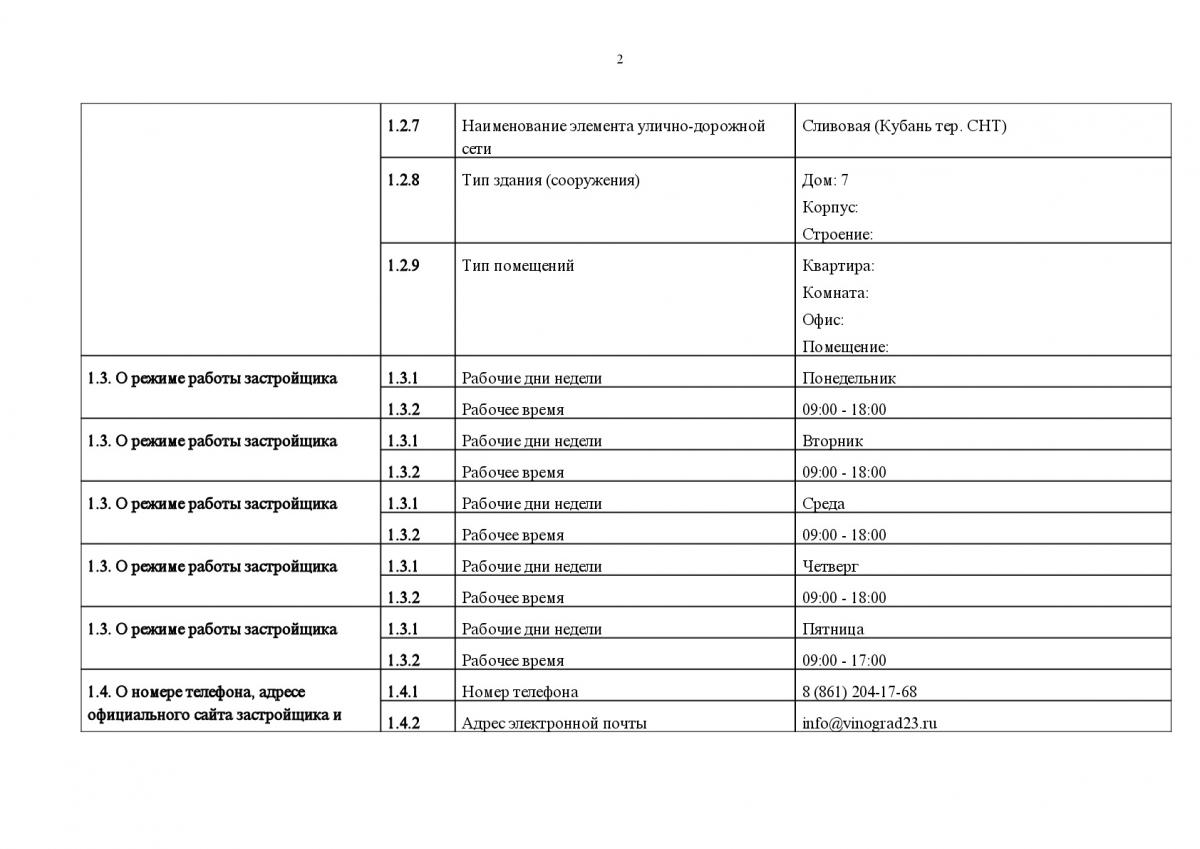 2
1.2.7 Наименование элемента улично-дорожной Сливовая (Кубань тер. СНТ)
сети
1.2.8 Тип здания (сооружения) Дом: 7
Корпус:
Строение:
1.2.9 Тип помещений Квартира:
Комната:
Офис:
Помещение:
1.3. О режиме работы застройщика 1.3.1 Рабочие дни недели Понедельник
1.3.2 Рабочее время 09:00 - 18:00
1.3. О режиме работы застройщика 1.3.1 Рабочие дни недели Вторник
1.3.2 Рабочее время 09:00 - 18:00
1.3. О режиме работы застройщика 1.3.1 Рабочие дни недели Среда
1.3.2 Рабочее время 09:00 - 18:00
1.3. О режиме работы застройщика 1.3.1 Рабочие дни недели Четверг
1.3.2 Рабочее время 09:00 - 18:00
1.3. О режиме работы застройщика 1.3.1 Рабочие дни недели Пятница
1.3.2 Рабочее время 09:00 - 17:00
1.4. О номере телефона, адресе 1.4.1 Номер телефона 8 (861) 204-17-68
официального сайта застройщика и 1.4.2 Адрес электронной почты info@vinograd23.ru